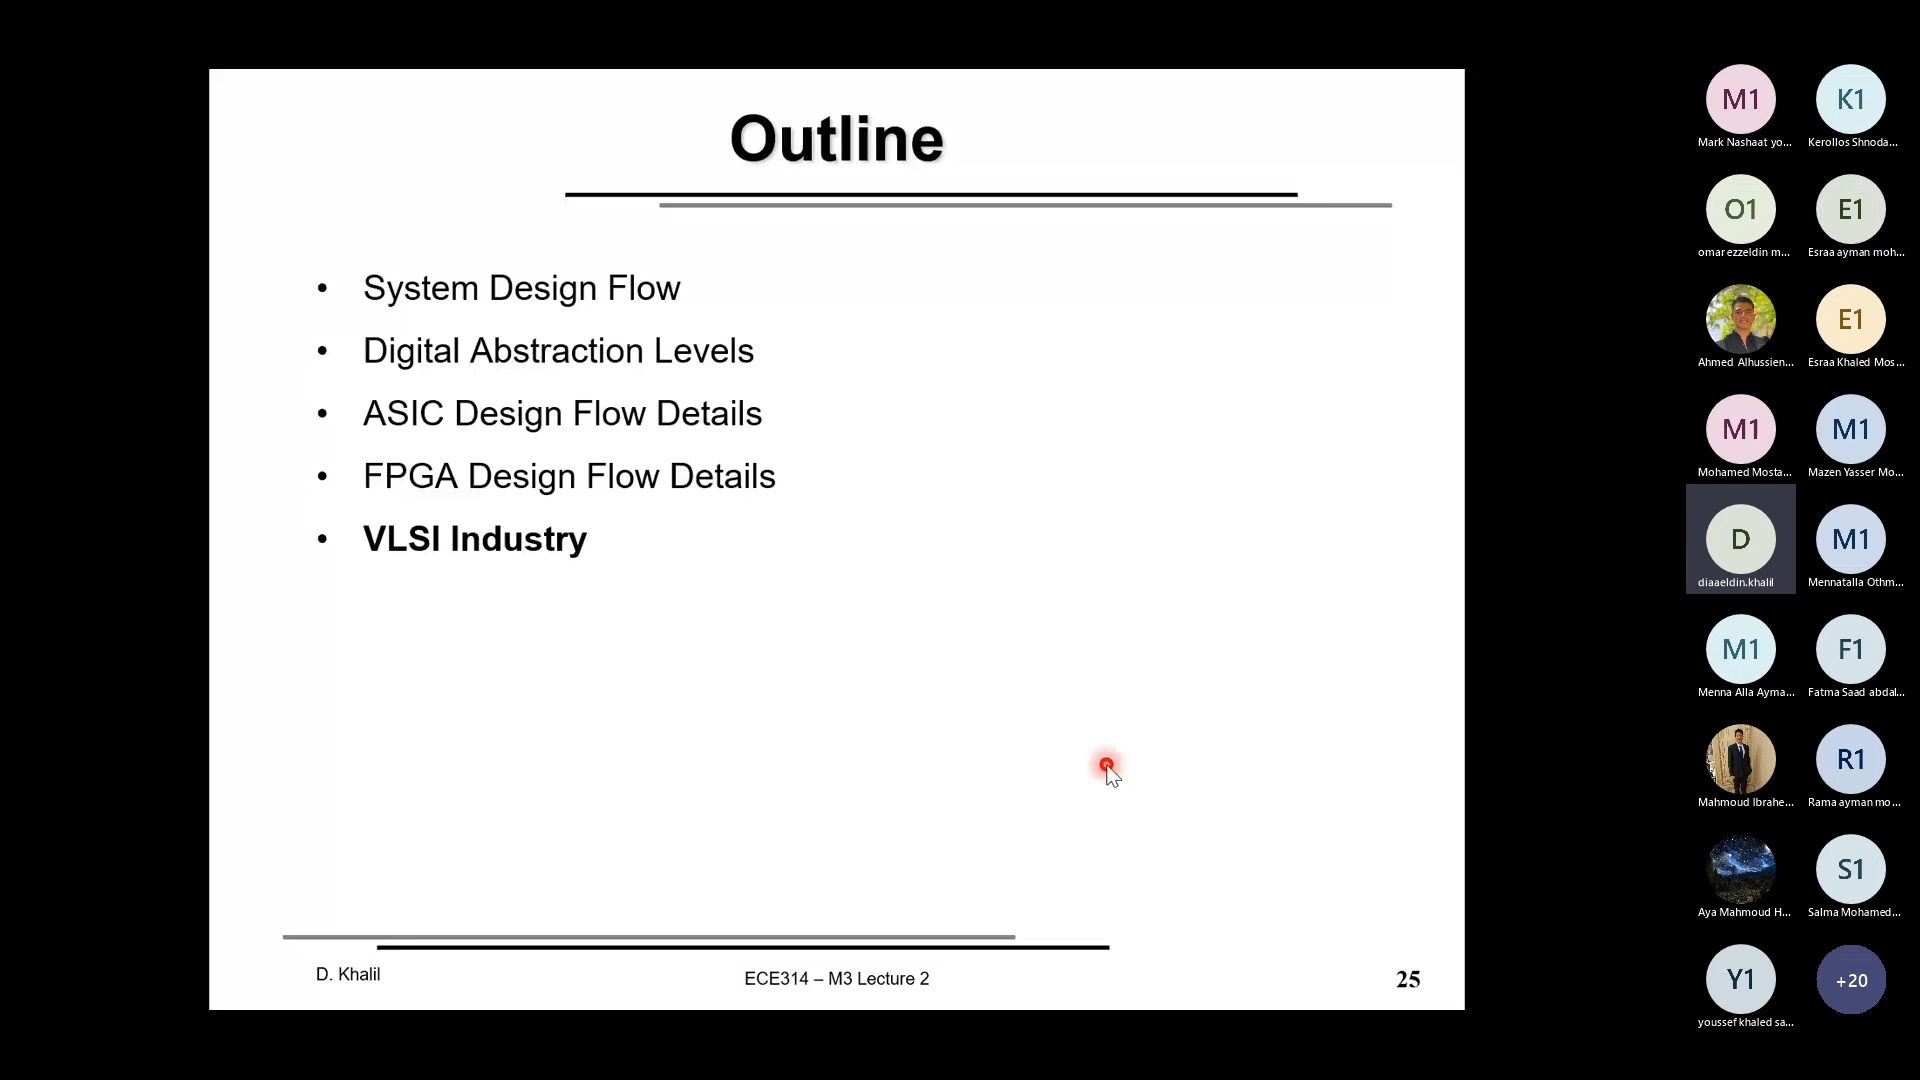 Outline
• System Design Flow
• Digital Abstraction Levels
• ASIC Design Flow Details
• FPGA Design Flow Details
• VLSI Industry
D. Khalil
ECE314 – M3 Lecture 2
25
M1
K1
Mark Nashaat yo...
Kerollos Shnoda...
O1
E1
omar ezzeldin m...
Esraa ayman moh...
E1
Ahmed Alhussien...
Esraa Khaled Mos...
M1
M1
Mohamed Mosta...
Mazen Yasser Mo...
D
M1
diaaeldin.khalil
Mennatalla Othm...
M1
F1
Menna Alla Ayma...
Fatma Saad abdal...
R1
Mahmoud Ibrahe...
Rama ayman mo...
S1
Aya Mahmoud H...
Salma Mohamed...
Y1
+20
youssef khaled sa...